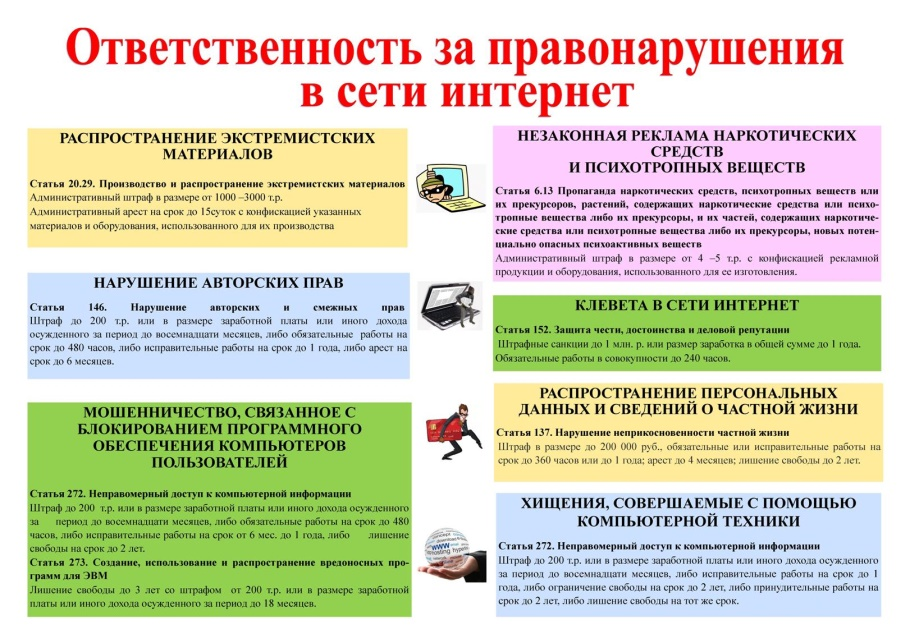 Ответственность за правонарушения
в сети интернет
РАСПРОСТРАНЕНИЕ ЭКСТРЕМИСТСКИХ
МАТЕРИАЛОВ
Статья 20.29. Производство и распространение экстремистских материалов
Административный штраф в размере от 1000 –3000 т.р.
Административный арест на срок до 15суток с конфискацией указанных
материалов и оборудования, использованного для их производства
НАРУШЕНИЕ АВТОРСКИХ ПРАВ
Статья 146. Нарушение авторских и смежных прав
Штраф до 200 т.р. или в размере заработной платы или иного дохода
осужденного за период до восемнадцати месяцев, либо обязательные работы на
срок до 480 часов, либо исправительные работы на срок до 1 года, либо арест на
срок до 6 месяцев.
МОШЕННИЧЕСТВО, СВЯЗАННОЕ С
БЛОКИРОВАНИЕМ ПРОГРАММНОГО
ОБЕСПЕЧЕНИЯ КОМПЬЮТЕРОВ
ПОЛЬЗОВАТЕЛЕЙ
Статья 272. Неправомерный доступ к компьютерной информации
Штраф до 200 т.р. или в размере заработной платы или иного дохода осужденного
за период до восемнадцати месяцев, либо обязательные работы на срок до 480
часов, либо исправительные работы на срок от 6 мес. до 1 года, либо лишение
свободы на срок до 2 лет.
Статья 273. Создание, использование и распространение вредоносных про-
грамм для ЭВМ
Лишение свободы до 3 лет со штрафом от 200 т.р. или в размере заработной
платы или иного дохода осужденного за период до 18 месяцев.
НЕЗАКОННАЯ РЕКЛАМА НАРКОТИЧЕСКИХ
СРЕДСТВ
И ПСИХОТРОПНЫХ ВЕЩЕСТВ
Статья 6.13 Пропаганда наркотических средств, психотропных веществ или
их прекурсоров, растений, содержащих наркотические средства или психо-
тропные вещества либо их прекурсоры, и их частей, содержащих наркотиче-
ские средства или психотропные вещества либо их прекурсоры, новых потен-
циально опасных психоактивных веществ
Административный штраф в размере от 4 –5 т.р. с конфискацией рекламной
продукции и оборудования, использованного для ее изготовления.
КЛЕВЕТА В СЕТИ ИНТЕРНЕТ
Статья 152. Защита чести, достоинства и деловой репутации
Штрафные санкции до 1 млн. р. или размер заработка в общей сумме до 1 года.
Обязательные работы в совокупности до 240 часов.
РАСПРОСТРАНЕНИЕ ПЕРСОНАЛЬНЫХ
ДАННЫХ И СВЕДЕНИЙ О ЧАСТНОЙ ЖИЗНИ
Статья 137. Нарушение неприкосновенности частной жизни
Штраф в размере до 200 000 руб., обязательные или исправительные работы на
срок до 360 часов или до 1 года; арест до 4 месяцев; лишение свободы до 2 лет.
ХИЩЕНИЯ, СОВЕРШАЕМЫЕ С ПОМОЩЬЮ
КОМПЬЮТЕРНОЙ ТЕХНИКИ
Статья 272. Неправомерный доступ к компьютерной информации
Штраф до 200 т.р. или в размере заработной платы или иного дохода осужденного
за период до восемнадцати месяцев, либо исправительные работы на срок до 1
года, либо ограничение свободы на срок до 2 лет, либо принудительные работы на
срок до 2 лет, либо лишение свободы на тот же срок.
www